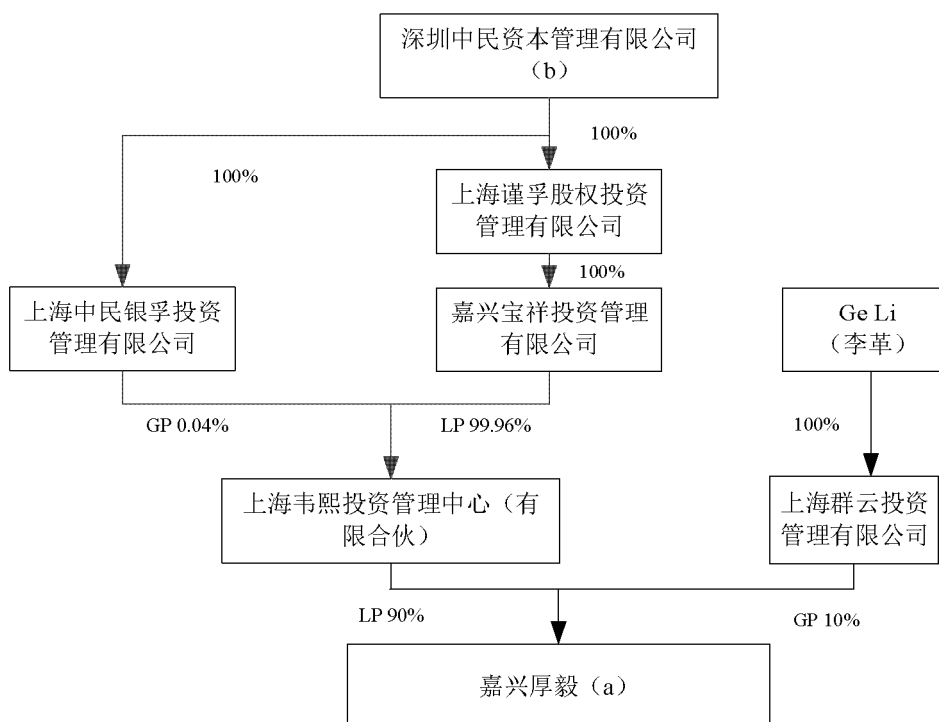 深圳中民资本管理有限公司
（b）
100%
100%
上海谨孚股权投资
管理有限公司
100%
上海中民银孚投资
管理有限公司
嘉兴宝祥投资管理
有限公司
Ge Li
（李革）
GP 0.04%
LP 99.96%
100%
上海韦熙投资管理中心（有
限合伙）
上海群云投资
管理有限公司
LP 90%
GP 10%
嘉兴厚毅（a）